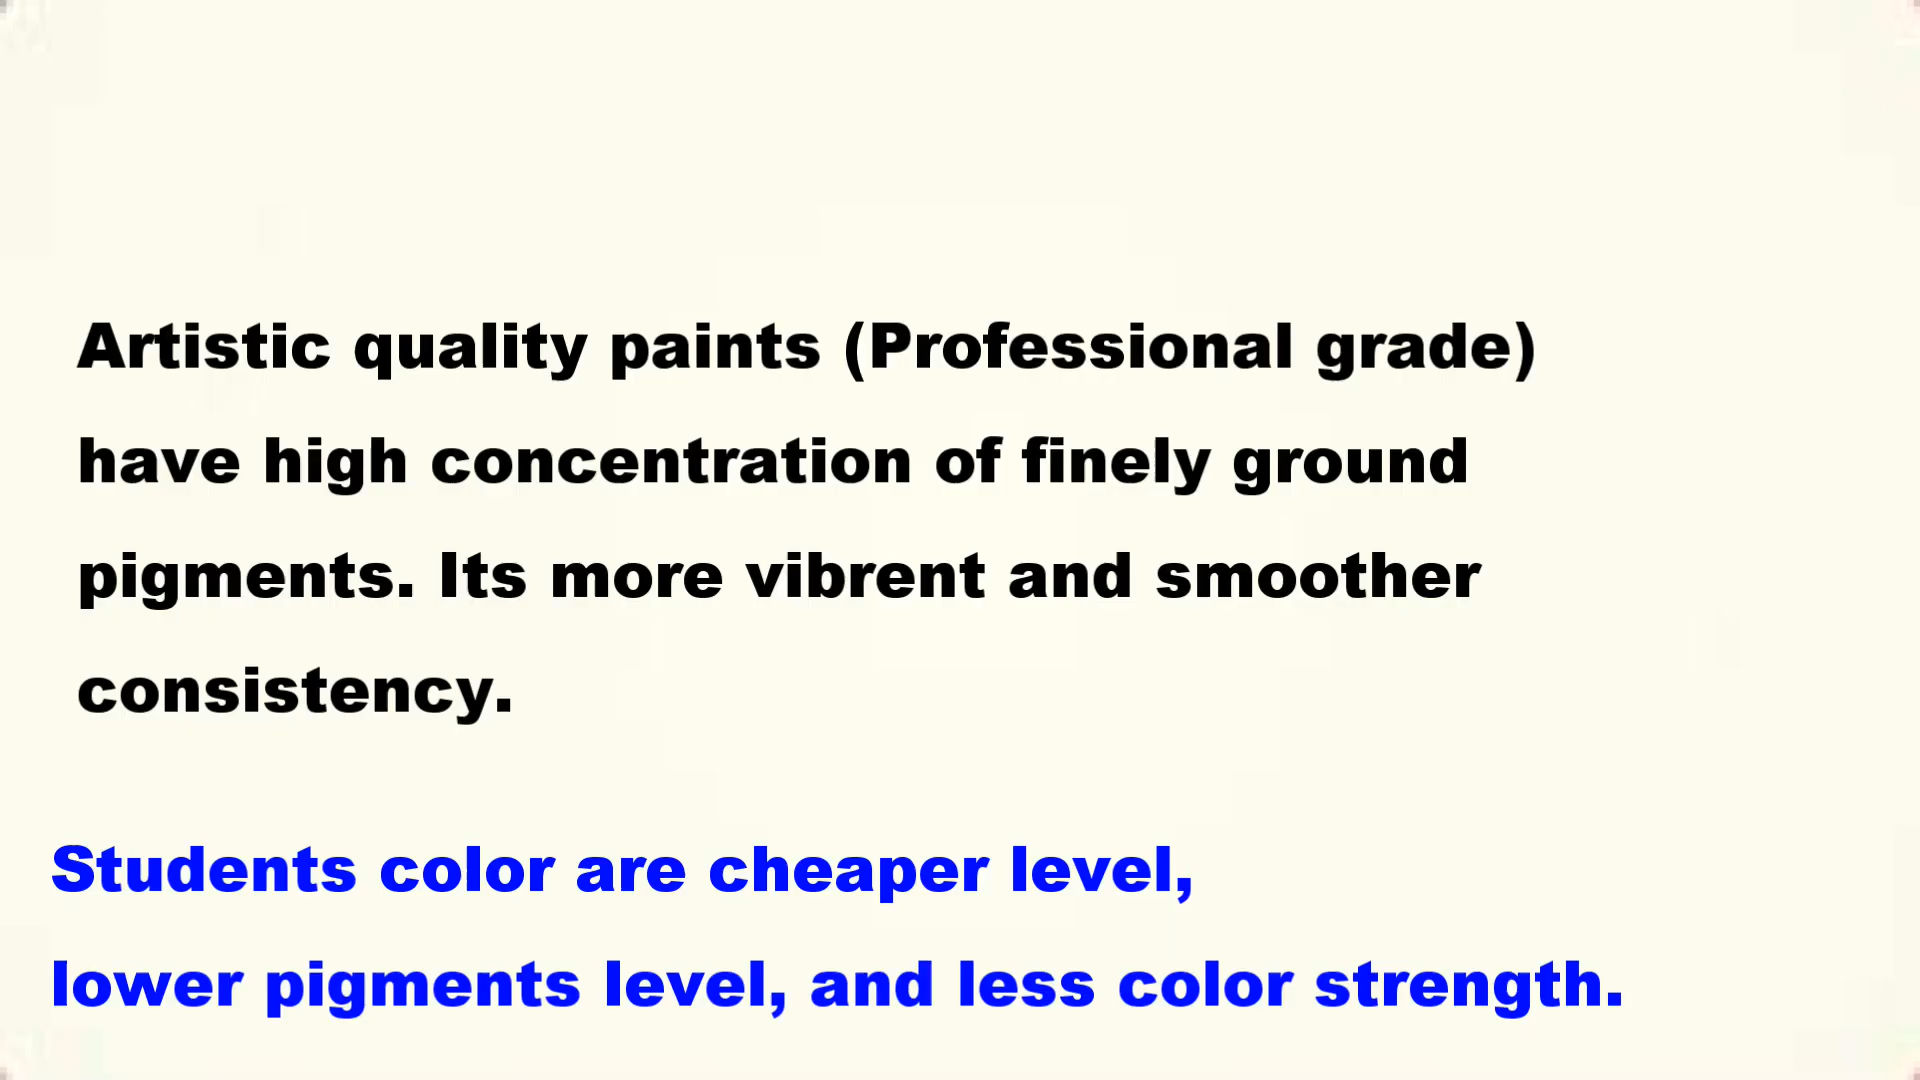 Artistic quality paints (Professional grade)
have high concentration of finely ground
pigments. Its more vibrent and smoother
consistency.
Students color are cheaper level,
lower pigments level, and less color strength.